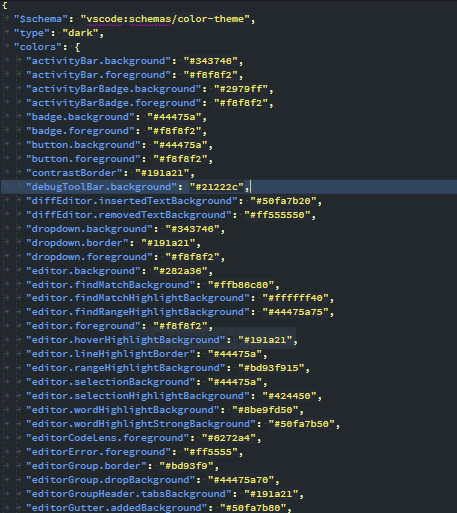 {
"$schema": "vscode:schemas/color-theme",
"type": "dark",
"colors": {
"activityBar.background": "#343746",
"activityBar.foreground": "#f8f8f2",
"activityBarBadge.background": "#2979ff",
"activityBarBadge.foreground": "#f8f8f2",
"badge.background": "#44475a",
"badge.foreground": "#f8f8f2",
"button.background": "#44475a",
"button.foreground": "#f8f8f2",
"contrastBorder": "#191a21",
"debugToolBar.background": "#21222c",
"diffEditor.insertedTextBackground": "#50fa7b20",
"diffEditor.removedTextBackground": "#ff555550",
"dropdown.background": "#343746",
"dropdown.border": "#191a21",
"dropdown.foreground": "#f8f8f2",
"editor.background": "#282a36",
"editor.findMatchBackground": "#ffb86c80",
"editor.findMatchHighlightBackground": "#ffffff40",
"editor.findRangeHighlightBackground": "#44475a75",
"editor.foreground": "#f8f8f2",
"editor.hoverHighlightBackground": "#191a21",
"editor.lineHighlightBorder": "#44475a",
"editor.rangeHighlightBackground": "#bd93f915",
"editor.selectionBackground": "#44475a",
"editor.selectionHighlightBackground": "#424450",
"editor.wordHighlightBackground": "#8be9fd50",
"editor.wordHighlightStrongBackground": "#50fa7b50",
"editorCodeLens.foreground": "#6272a4",
"editorError.foreground": "#ff5555",
"editorGroup.border": "#bd93f9",
"editorGroup.dropBackground": "#44475a70",
"editorGroupHeader.tabsBackground": "#191a21",
"editorGutter.addedBackground": "#50fa7b80",